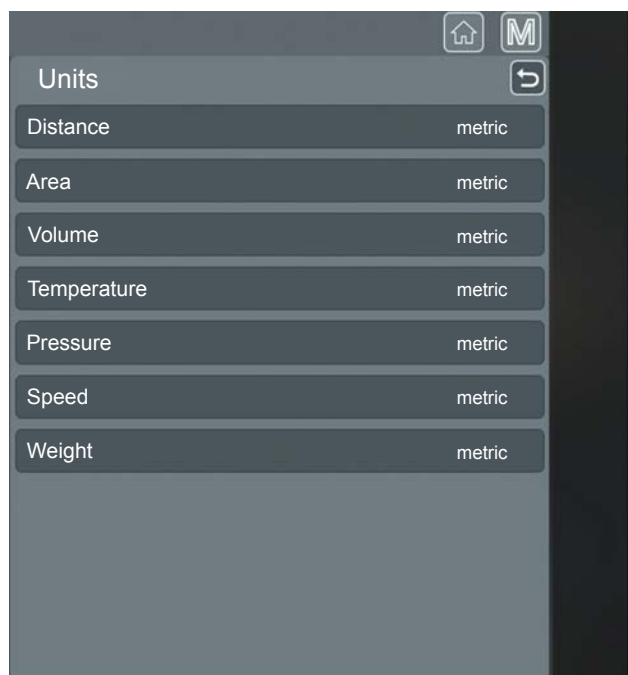 M
Units
Distance metric
Area metric
Volume metric
Temperature metric
Pressure metric
Speed metric
Weight metric